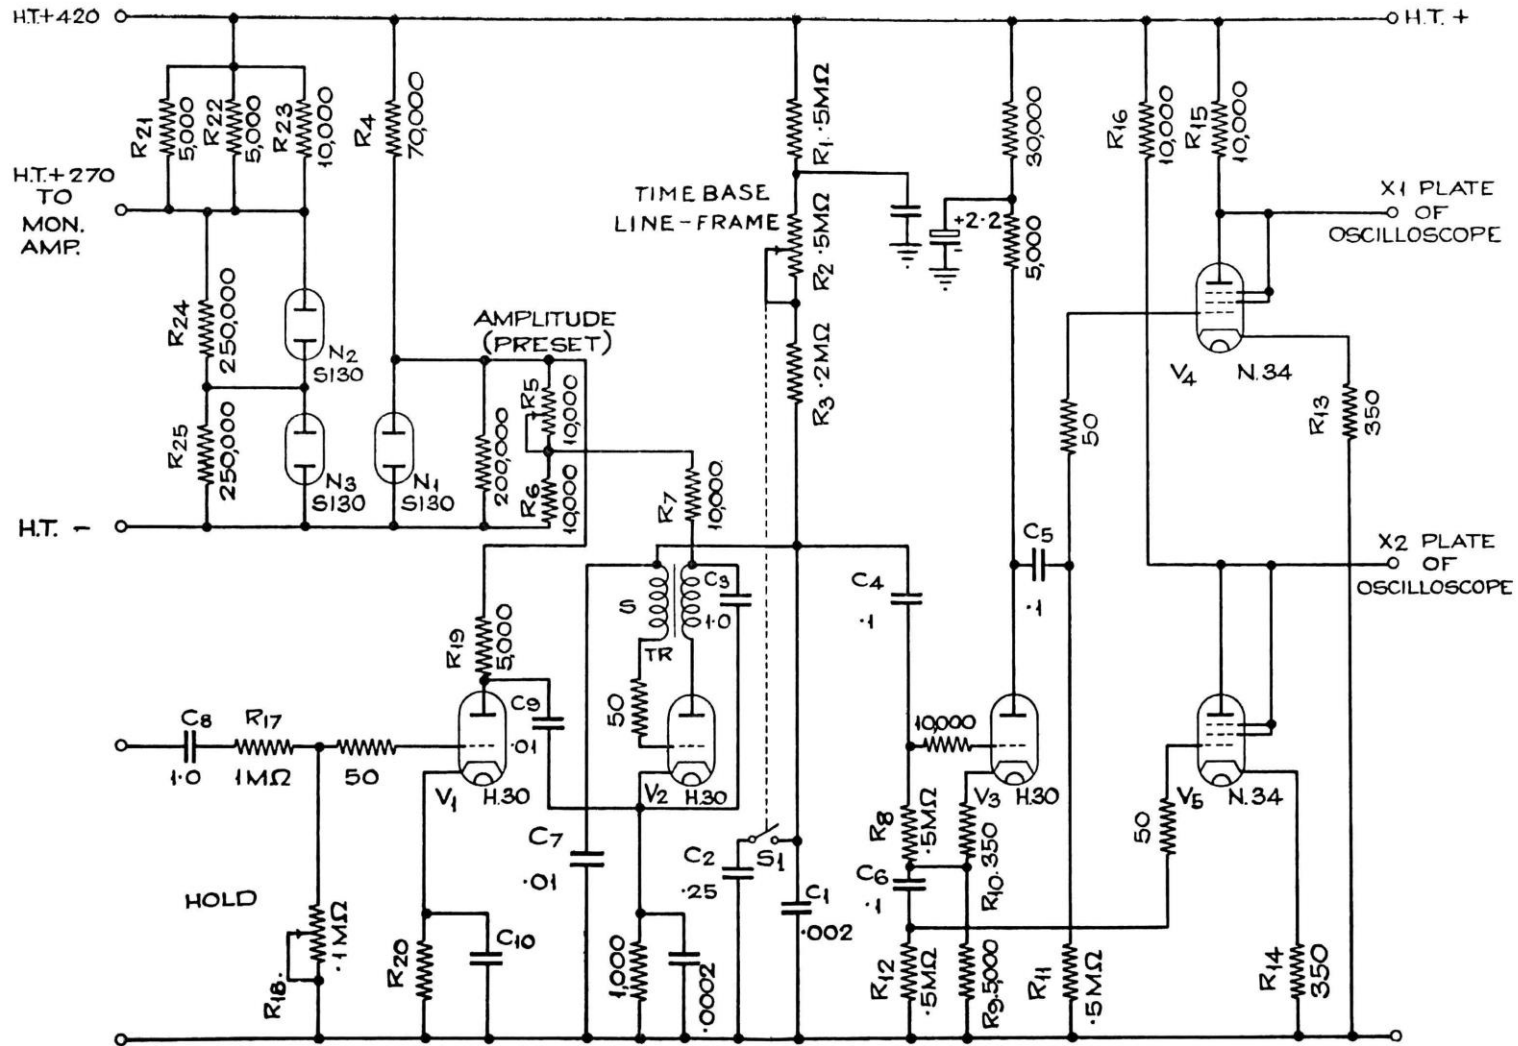 H.T.+420
H.T. +
R21
5,000
R22
5,000
R23
10,000
R4
70,000
R1 .5MΩ
30,000
R16
10,000
R15
10,000
H.T.+270
TO
MON.
AMP.
TIME BASE
LINE-FRAME
R2 .5MΩ
+2.2
-
5,000
X1 PLATE
OF
OSCILLOSCOPE
R24
250,000
N2
S130
AMPLITUDE
(PRESET)
R5
10,000
R3 .2MΩ
V4
N.34
R13
350
50
R25
250,000
N3
S130
N1
S130
200,000
R6
10,000
R7
10,000
H.T. -
C5
.1
X2 PLATE
OF
OSCILLOSCOPE
S
TR
C3
1.0
C4
.1
R19
5,000
C9
.01
50
10,000
C8
1.0
R17
1MΩ
50
V1
H.30
V2
H.30
V3
H.30
V5
N.34
50
R8
.5MΩ
R10.350
C7
.01
C2
.25
S1
C1
.002
C6
.1
HOLD
R18.
.1MΩ
R20
C10
1,000
.0002
R12
.5MΩ
R9.5,000
R11
.5MΩ
R14
350